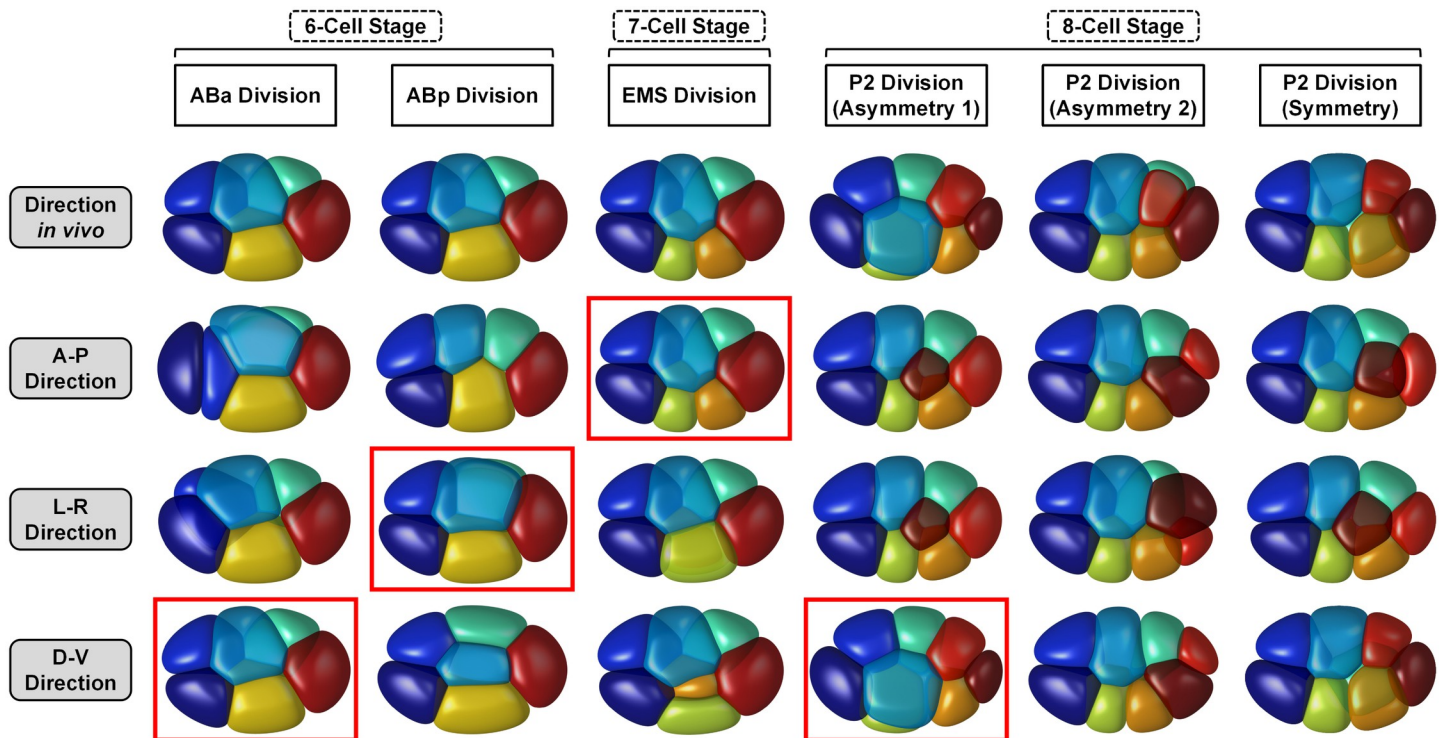 6-Cell Stage
7-Cell Stage
8-Cell Stage
ABa Division
ABp Division
EMS Division
P2 Division
(Asymmetry 1)
P2 Division
(Asymmetry 2)
P2 Division
(Symmetry)
Direction
in vivo
A-P
Direction
L-R
Direction
D-V
Direction